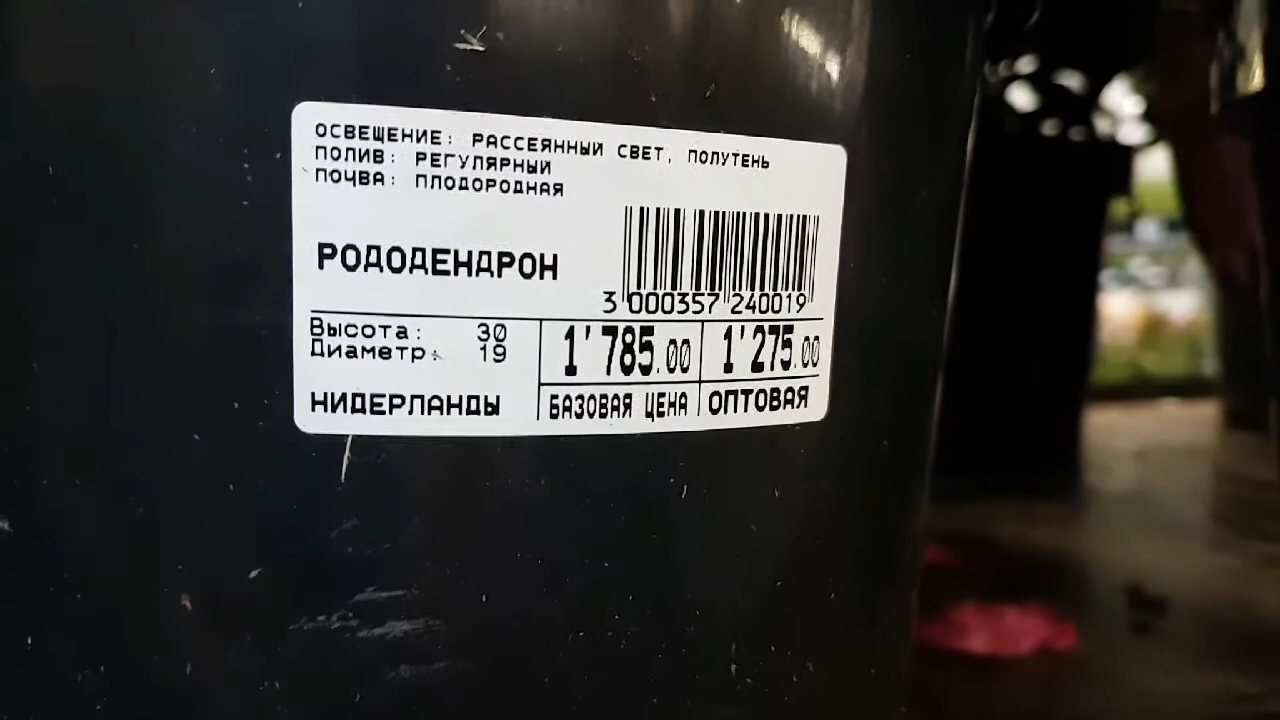 ОСВЕЩЕНИЕ: РАССЕЯННЫЙ СВЕТ, ПОЛУТЕНЬ
ПОЛИВ: РЕГУЛЯРНЫЙ
ПОЧВА: ПЛОДОРОДНАЯ
РОДОДЕНДРОН
3 000357 240019
Высота: 30
Диаметр: 19
1'785.00 1'275.00
НИДЕРЛАНДЫ
БАЗОВАЯ ЦЕНА ОПТОВАЯ